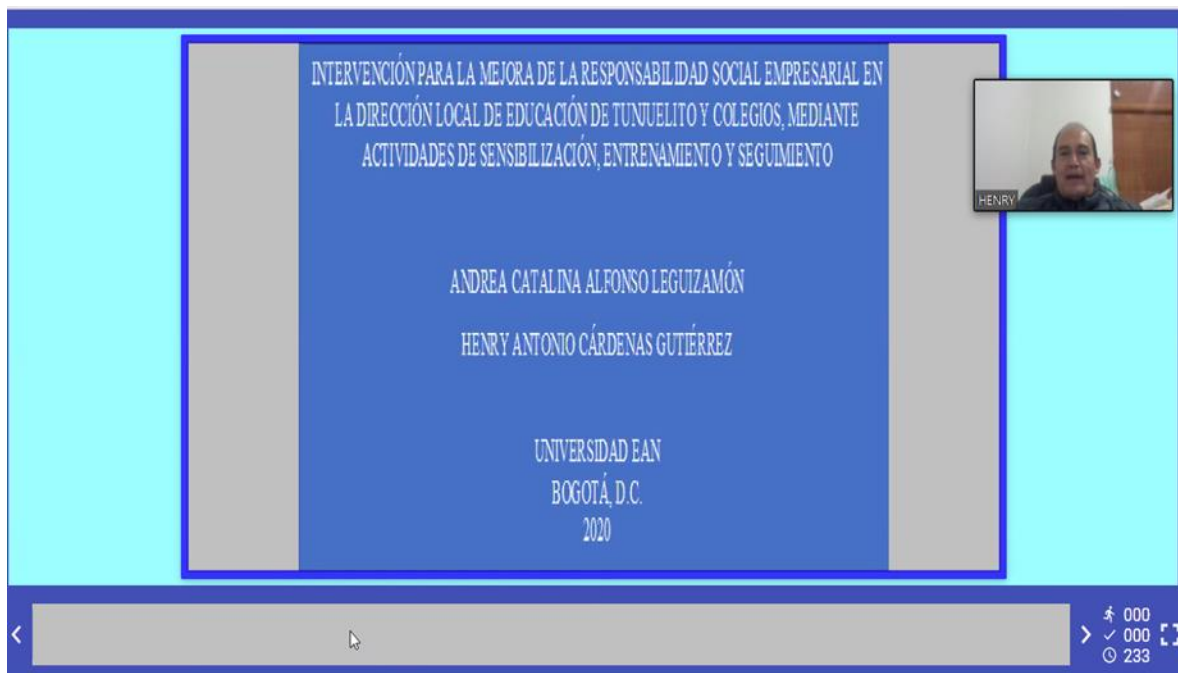 INTERVENCIÓN PARA LA MEJORA DE LA RESPONSABILIDAD SOCIAL EMPRESARIAL EN
LA DIRECCIÓN LOCAL DE EDUCACIÓN DE TUNJUELITO Y COLEGIOS, MEDIANTE
ACTIVIDADES DE SENSIBILIZACIÓN, ENTRENAMIENTO Y SEGUIMIENTO
HENRY
ANDREA CATALINA ALFONSO LEGUIZAMÓN
HENRY ANTONIO CÁRDENAS GUTIÉRREZ
UNIVERSIDAD EAN
BOGOTÁ, D.C.
2020
000
000
233